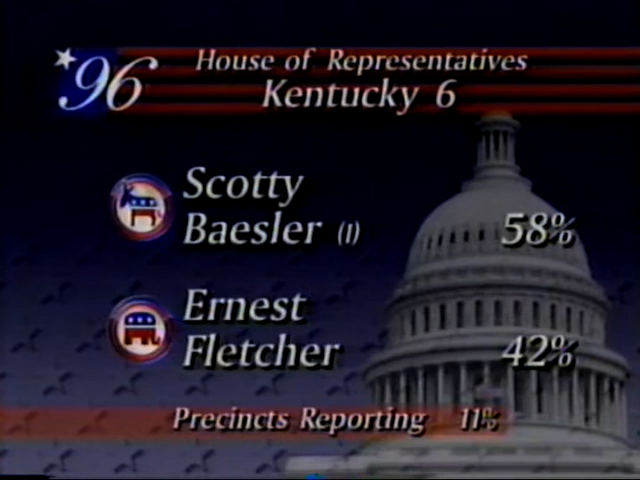 '96
House of Representatives
Kentucky 6
Scotty
Baesler (I)
58%
Ernest
Fletcher
42%
Precincts Reporting 11%